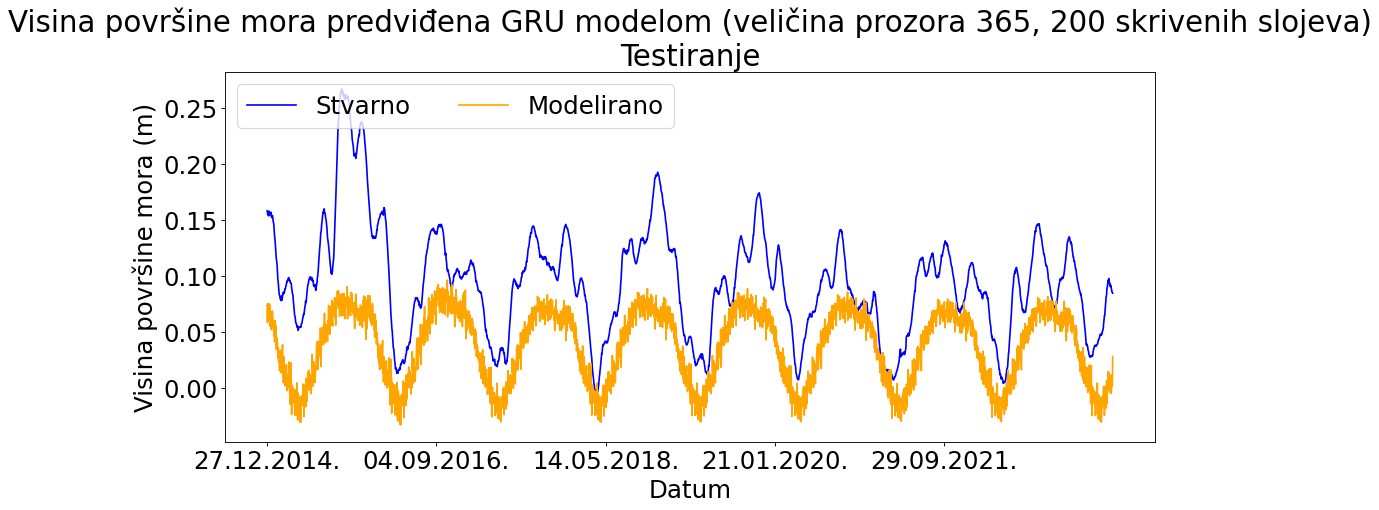 Visina površine mora predviđena GRU modelom (veličina prozora 365, 200 skrivenih slojeva)
Testiranje
Stvarno
Modelirano
Visina površine mora (m)
0.25
0.20
0.15
0.10
0.05
0.00
27.12.2014.
04.09.2016.
14.05.2018.
21.01.2020.
29.09.2021.
Datum